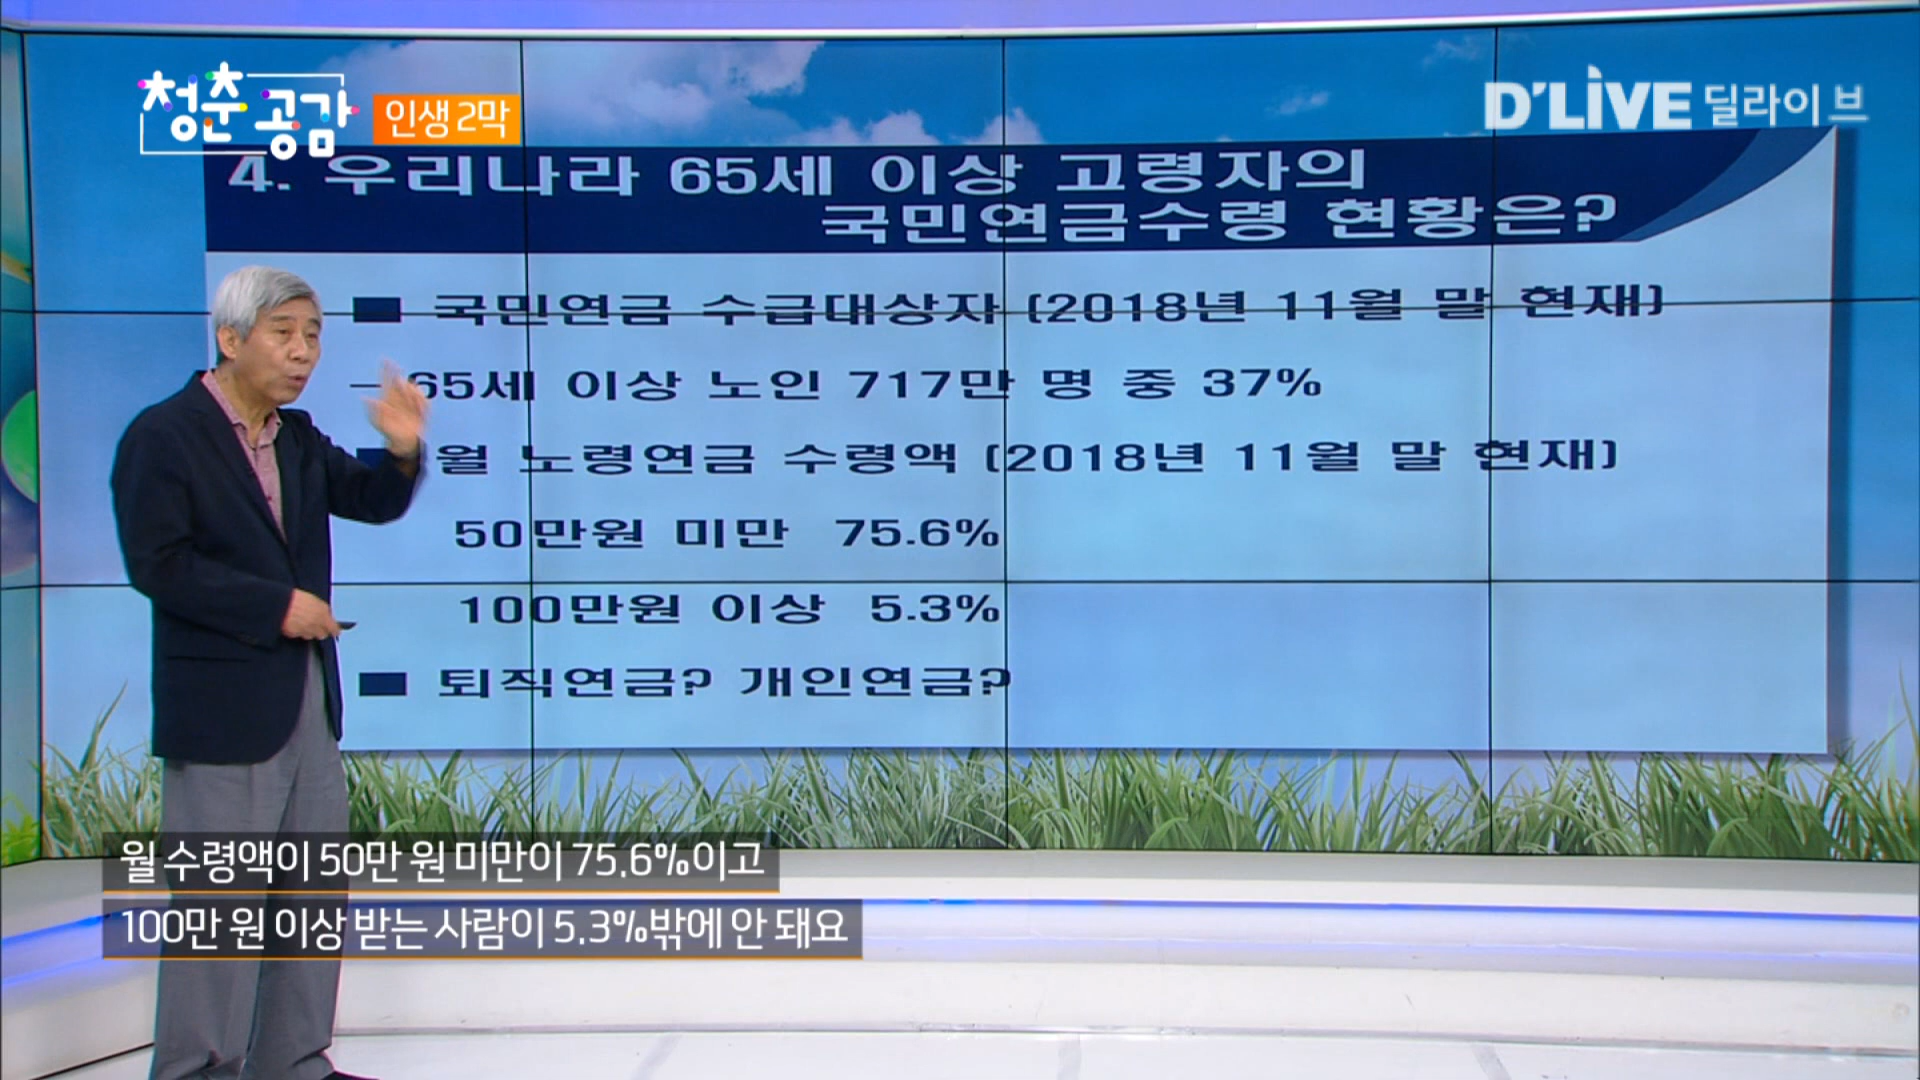 청춘 공감 인생 2막
D'LIVE 딜라이브
4. 우리나라 65세 이상 고령자의
국민연금수령 현황은?
■ 국민연금 수급대상자 (2018년 11월 말 현재)
- 65세 이상 노인 717만 명 중 37%
■ 월 노령연금 수령액 (2018년 11월 말 현재)
50만원 미만 75.6%
100만원 이상 5.3%
■ 퇴직연금? 개인연금?
월 수령액이 50만 원 미만이 75.6%이고
100만 원 이상 받는 사람이 5.3%밖에 안 돼요